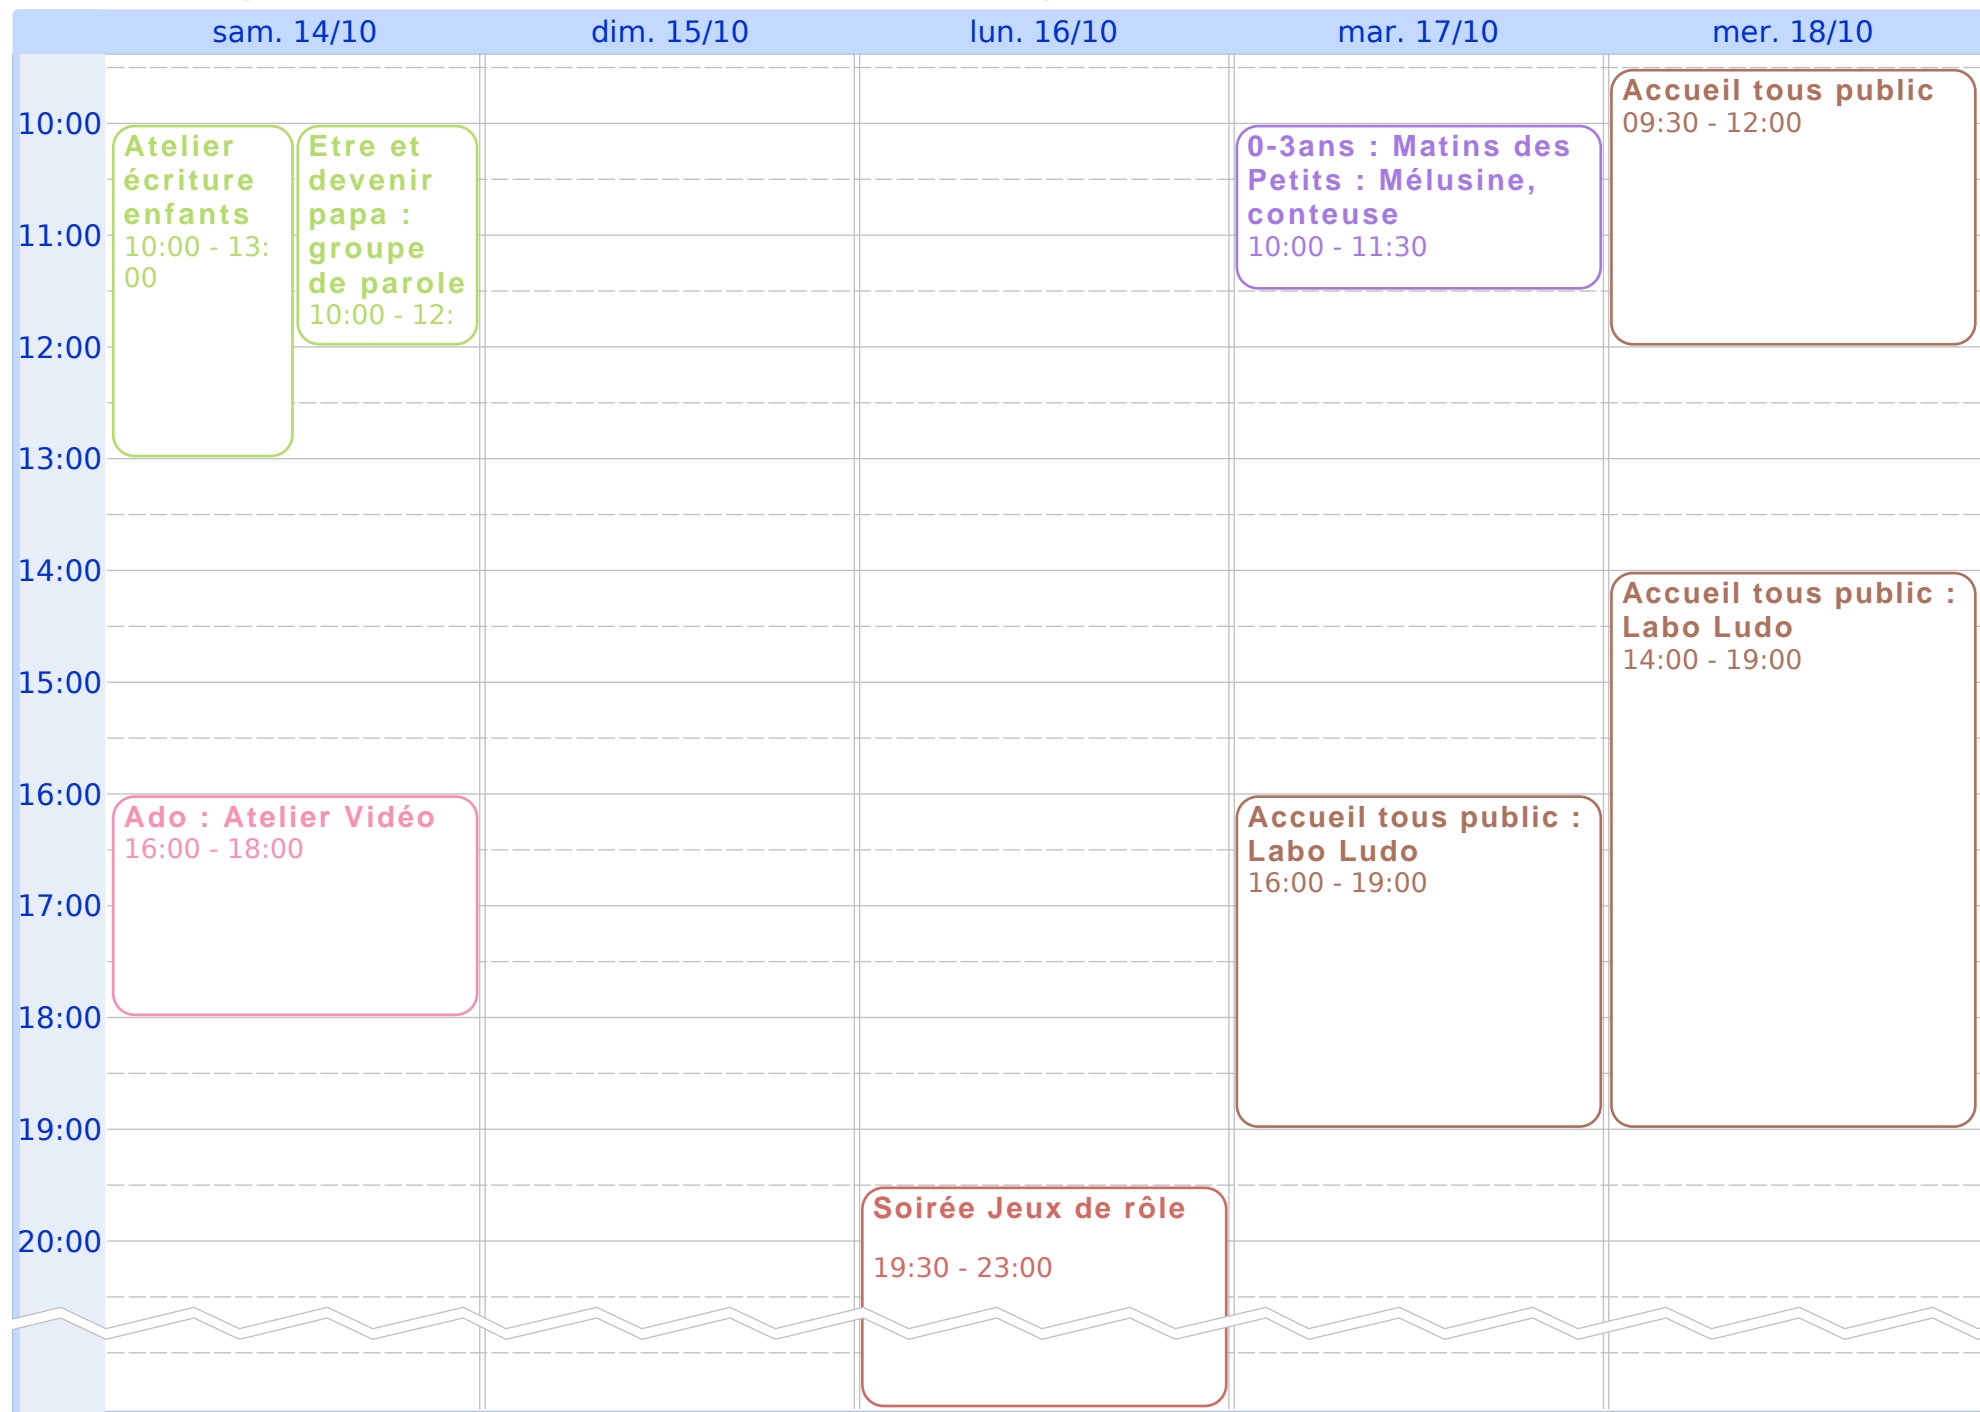 sam. 14/10
dim. 15/10
lun. 16/10
mar. 17/10
mer. 18/10
10:00
11:00
12:00
13:00
14:00
15:00
16:00
17:00
18:00
19:00
20:00
Atelier
écriture
enfants
10:00 - 13:
00
Etre et
devenir
papa :
groupe
de parole
10:00 - 12:
Ado : Atelier Vidéo
16:00 - 18:00
Soirée Jeux de rôle
19:30 - 23:00
0-3ans : Matins des
Petits : Mélusine,
conteuse
10:00 - 11:30
Accueil tous public :
Labo Ludo
16:00 - 19:00
Accueil tous public
09:30 - 12:00
Accueil tous public :
Labo Ludo
14:00 - 19:00